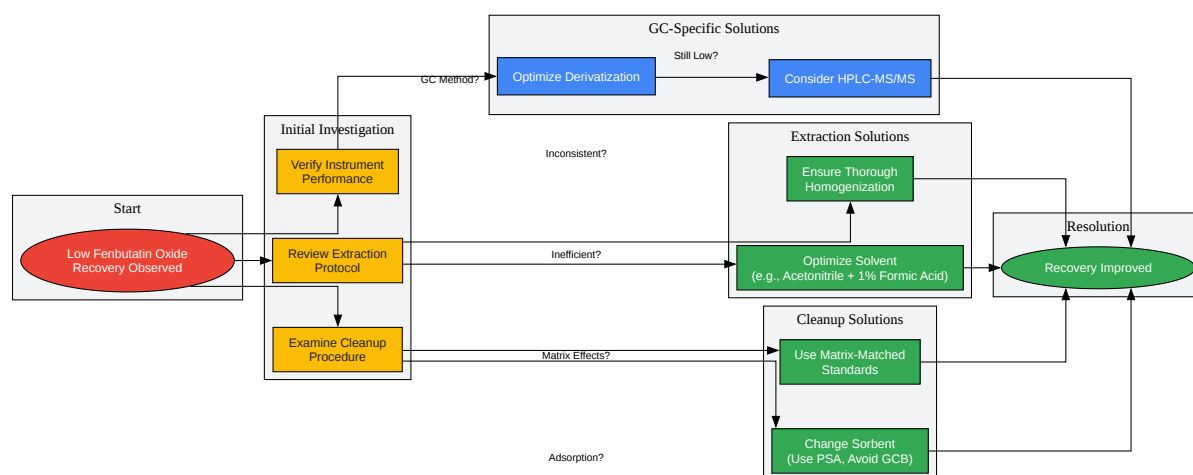 GC-Specific Solutions
Still Low?
GC Method?
Optimize Derivatization
Consider HPLC-MS/MS
Initial Investigation
Extraction Solutions
Inconsistent?
Verify Instrument
Performance
Ensure Thorough
Homogenization
Start
Resolution
Low Fenbutatin Oxide
Recovery Observed
Review Extraction
Protocol
Inefficient?
Optimize Solvent
(e.g., Acetonitrile + 1% Formic Acid)
Recovery Improved
Cleanup Solutions
Examine Cleanup
Procedure
Matrix Effects?
Use Matrix-Matched
Standards
Change Sorbent
(Use PSA, Avoid GCB)
Adsorption?